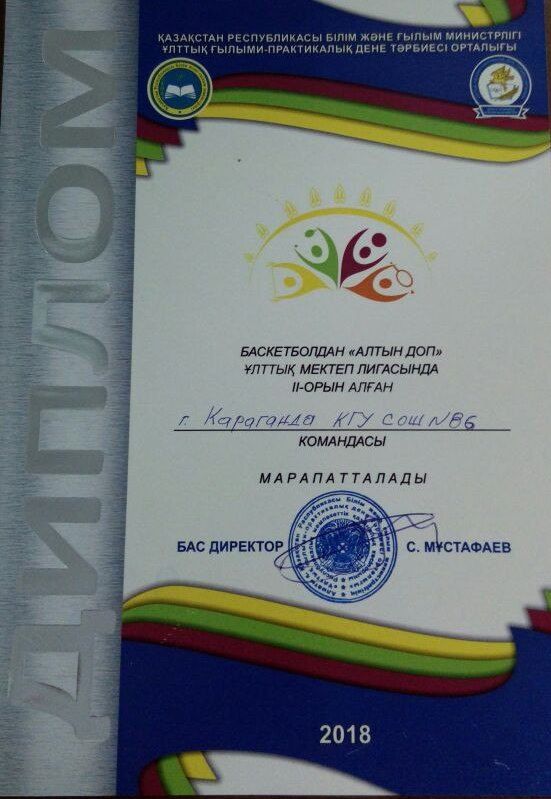 ҚАЗАҚСТАН РЕСПУБЛИКАСЫ БІЛІМ ЖӘНЕ ҒЫЛЫМ МИНИСТРЛІГІ
ҰЛТТЫҚ ҒЫЛЫМИ-ПРАКТИКАЛЫҚ ДЕНЕ ТӘРБИЕСІ ОРТАЛЫҒЫ
ДИПЛОМ
БАСКЕТБОЛДАН «АЛТЫН ДОП»
ҰЛТТЫҚ МЕКТЕП ЛИГАСЫНДА
ІІ-ОРЫН АЛҒАН
г. Караганда КГУ СОШ №86
КОМАНДАСЫ
МАРАПАТТАЛАДЫ
БАС ДИРЕКТОР С. МҰСТАФАЕВ
2018